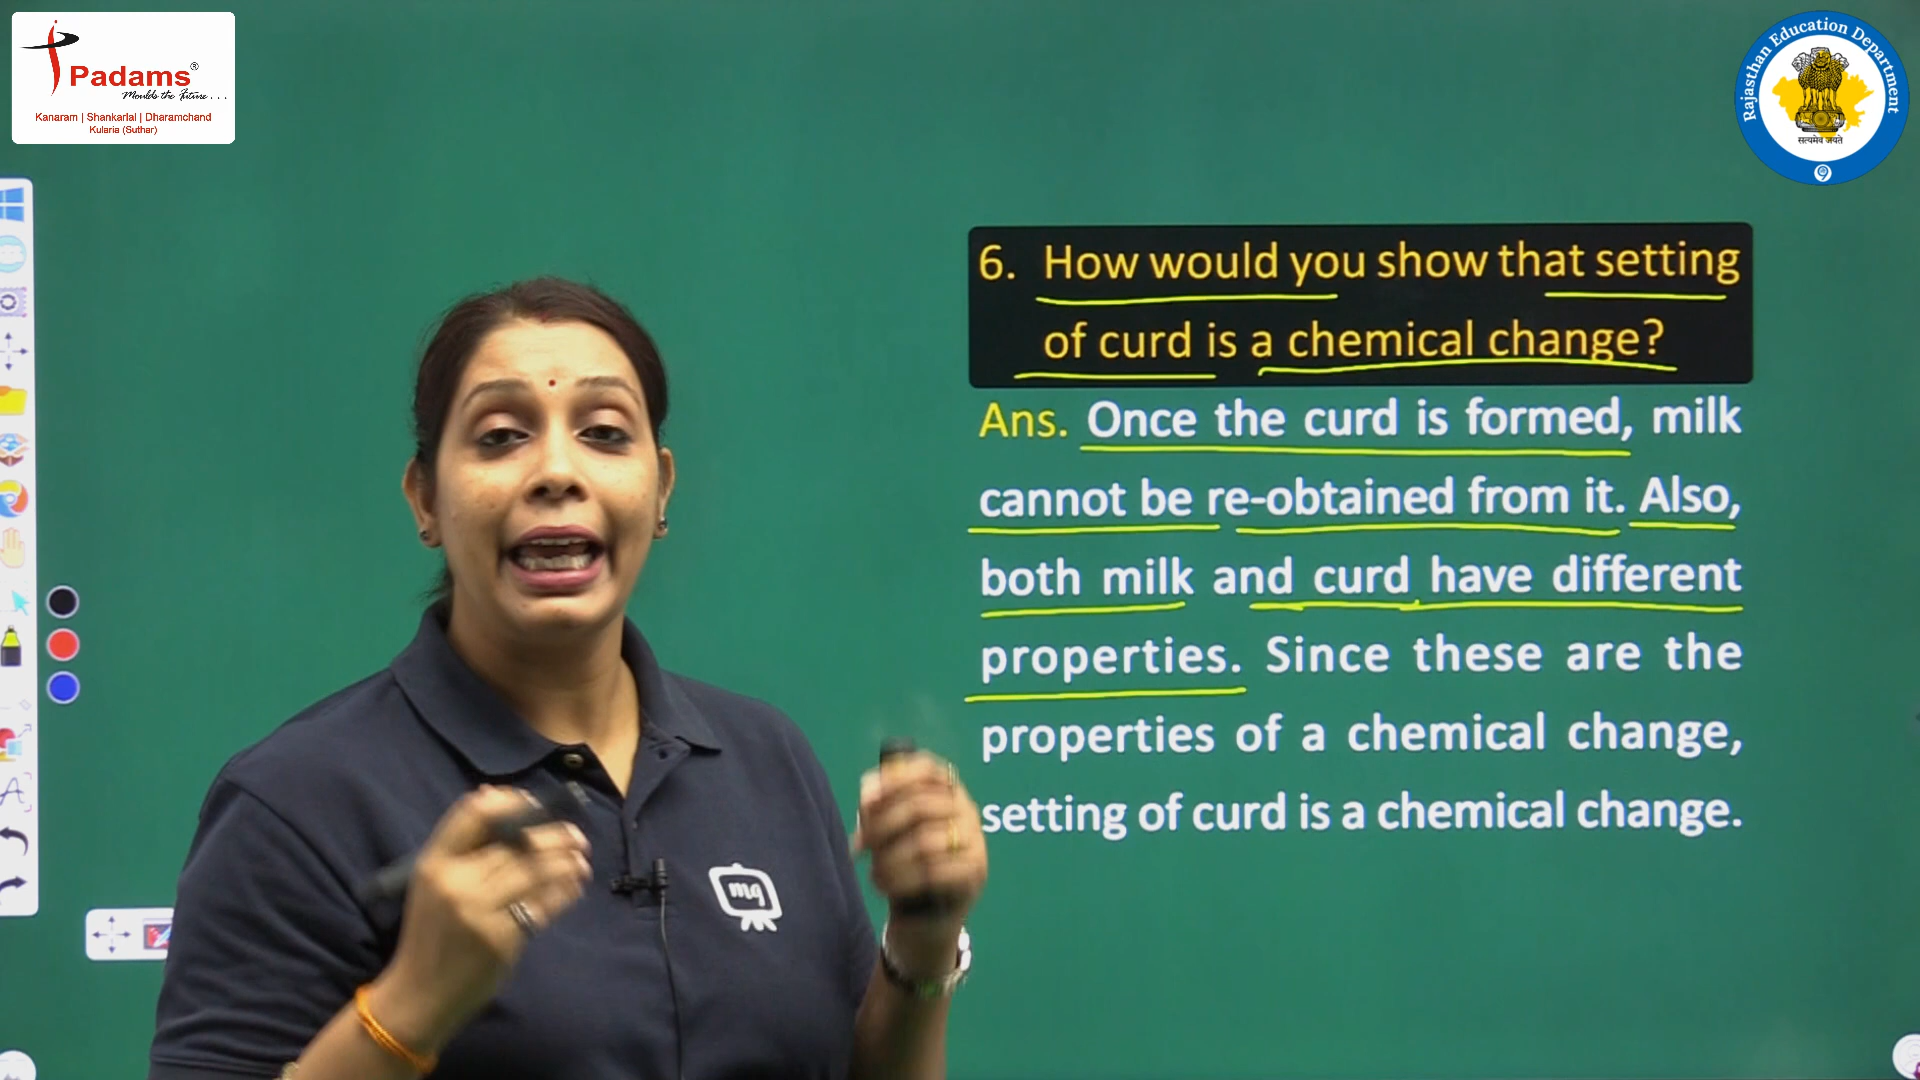 Padams®
Moulds the Future . . .
Kanaram | Shankarlal | Dharamchand
Kularia (Suthar)
Rajasthan Education Department
सत्यमेव जयते
6. How would you show that setting
of curd is a chemical change?
Ans. Once the curd is formed, milk
cannot be re-obtained from it. Also,
both milk and curd have different
properties. Since these are the
properties of a chemical change,
setting of curd is a chemical change.
mq